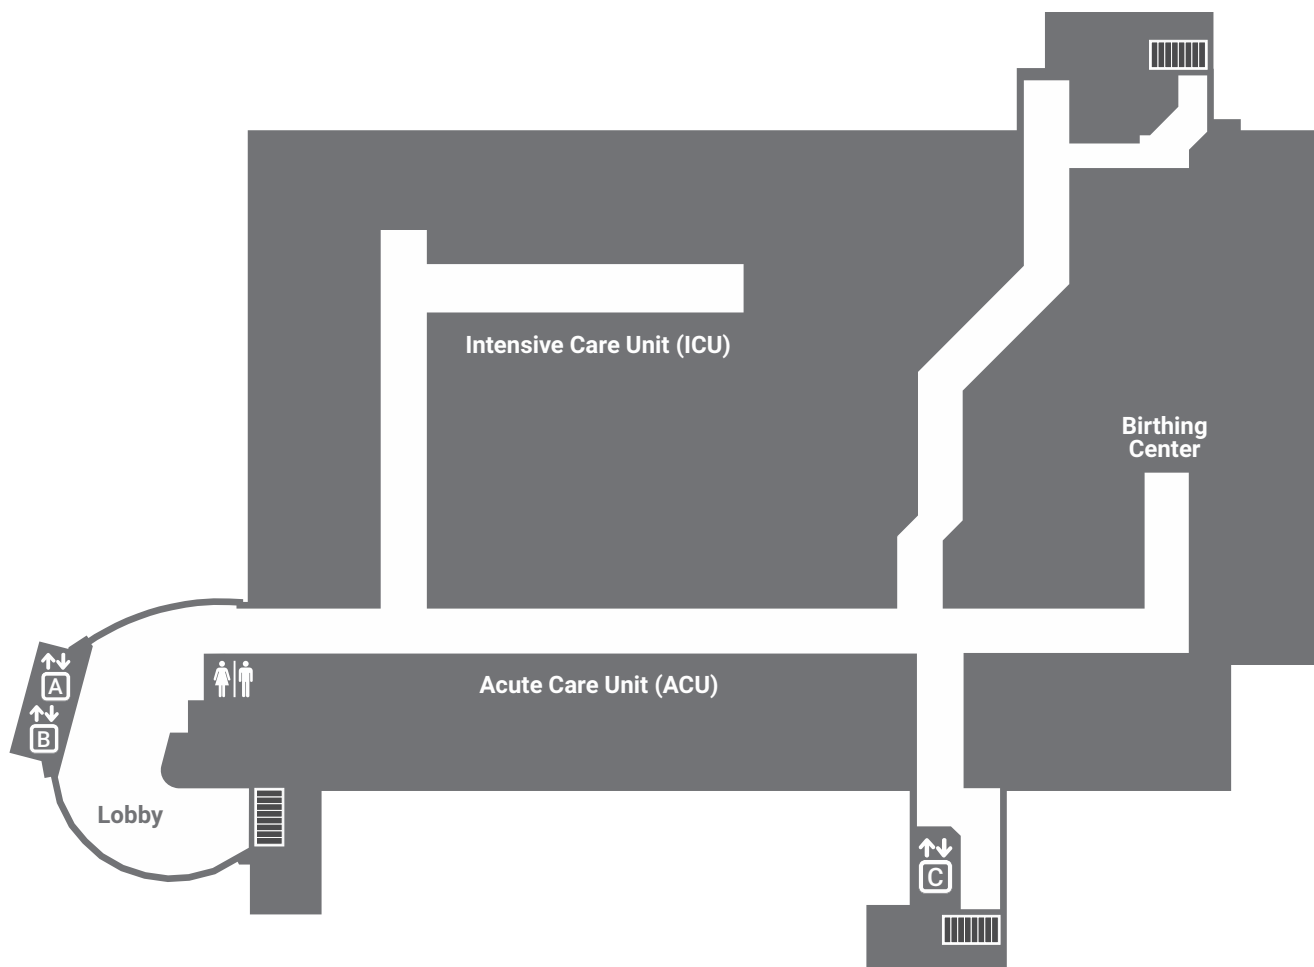 Intensive Care Unit (ICU)
Birthing
Center
A
B
Acute Care Unit (ACU)
Lobby
C